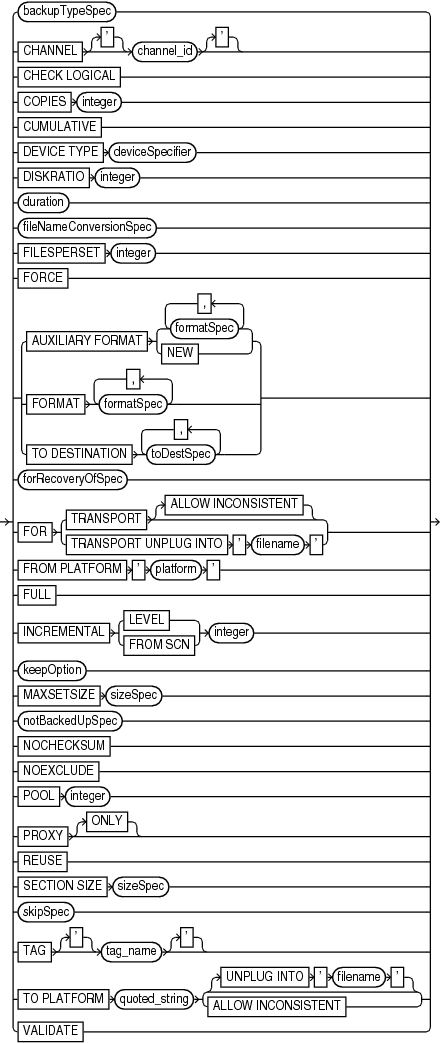 backupTypeSpec
CHANNEL ' channel_id '
CHECK LOGICAL
COPIES integer
CUMULATIVE
DEVICE TYPE deviceSpecifier
DISKRATIO integer
duration
fileNameConversionSpec
FILESPERSET integer
FORCE
,
formatSpec
AUXILIARY FORMAT
NEW
,
FORMAT formatSpec
,
TO DESTINATION toDestSpec
forRecoveryOfSpec
ALLOW INCONSISTENT
TRANSPORT
FOR
TRANSPORT UNPLUG INTO ' filename '
FROM PLATFORM ' platform '
FULL
LEVEL
INCREMENTAL integer
FROM SCN
keepOption
MAXSETSIZE sizeSpec
notBackedUpSpec
NOCHECKSUM
NOEXCLUDE
POOL integer
ONLY
PROXY
REUSE
SECTION SIZE sizeSpec
skipSpec
TAG ' tag_name '
UNPLUG INTO ' filename '
TO PLATFORM quoted_string
ALLOW INCONSISTENT
VALIDATE